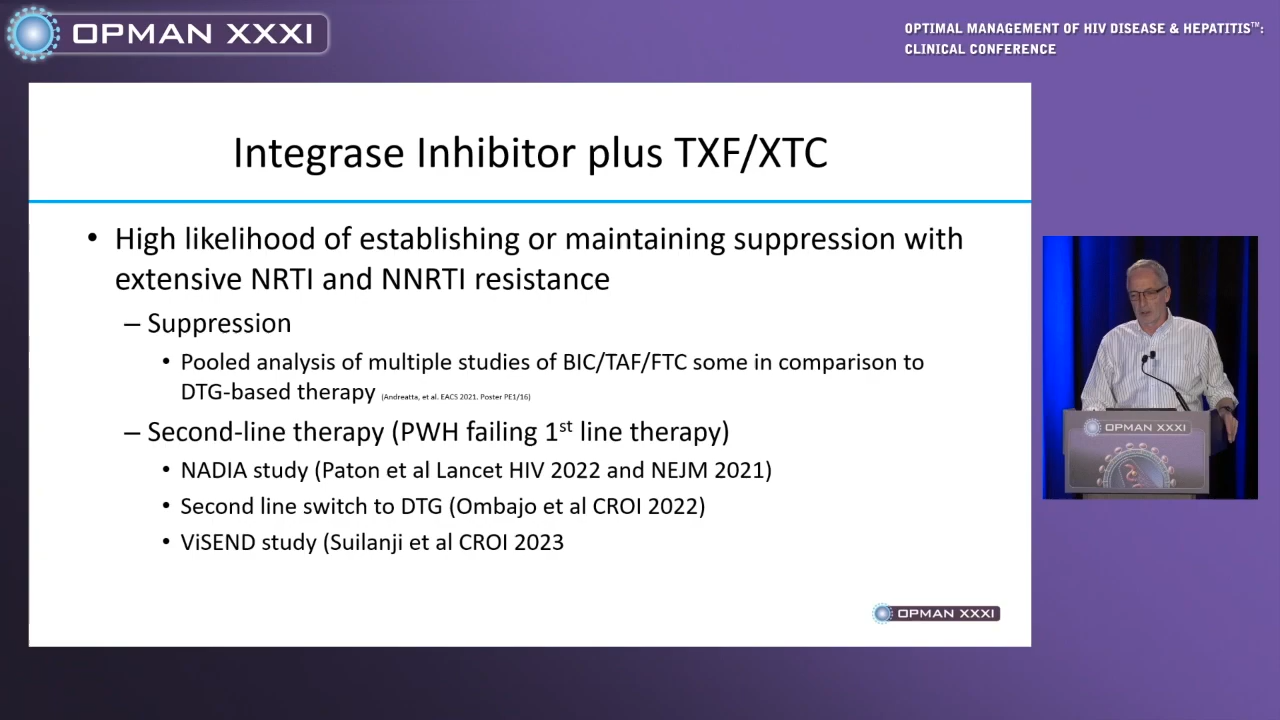 OPMAN XXXI
OPTIMAL MANAGEMENT OF HIV DISEASE & HEPATITIS™:
CLINICAL CONFERENCE
Integrase Inhibitor plus TXF/XTC
• High likelihood of establishing or maintaining suppression with
extensive NRTI and NNRTI resistance
– Suppression
• Pooled analysis of multiple studies of BIC/TAF/FTC some in comparison to
DTG-based therapy (Andreatta, et al. EACS 2021. Poster PE1/16)
– Second-line therapy (PWH failing 1st line therapy)
• NADIA study (Paton et al Lancet HIV 2022 and NEJM 2021)
• Second line switch to DTG (Ombajo et al CROI 2022)
• ViSEND study (Suilanji et al CROI 2023
OPMAN XXXI
OPMAN XXXI